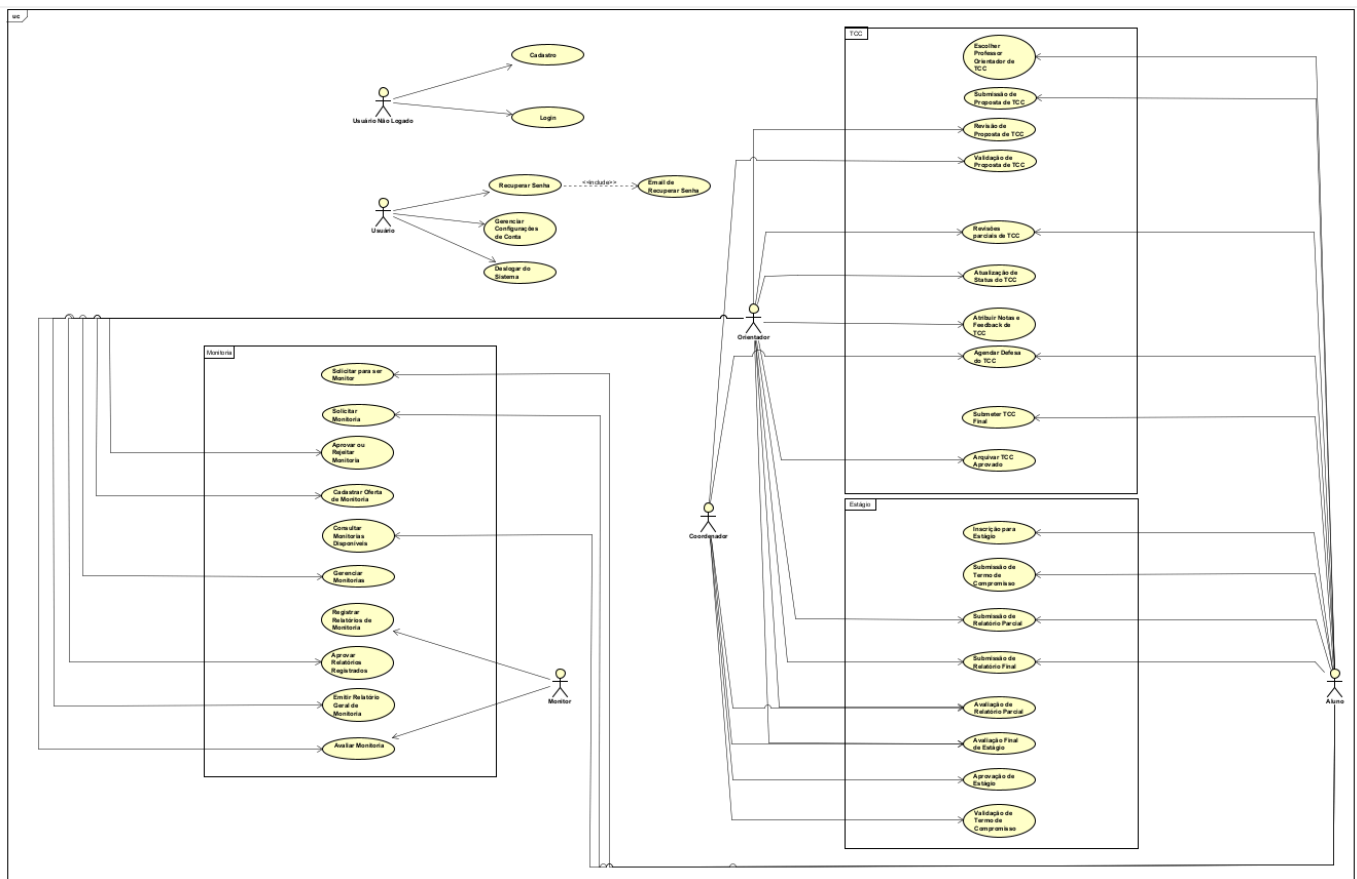 uc
Cadastro
Login
Usuário Não Logado
Recuperar Senha
<<include>>
Email de
Recuperar Senha
Usuário
Gerenciar
Configurações
de Conta
Deslogar do
Sistema
TCC
Escolher
Professor
Orientador de
TCC
Submissão de
Proposta de TCC
Revisão de
Proposta de TCC
Validação de
Proposta de TCC
Revisões
parciais de TCC
Atualização de
Status do TCC
Atribuir Notas e
Feedback de
TCC
Agendar Defesa
do TCC
Submeter TCC
Final
Arquivar TCC
Aprovado
Orientador
Monitoria
Solicitar para ser
Monitor
Solicitar
Monitoria
Aprovar ou
Rejeitar
Monitoria
Cadastrar Oferta
de Monitoria
Consultar
Monitorias
Disponíveis
Gerenciar
Monitorias
Registrar
Relatórios de
Monitoria
Aprovar
Relatórios
Registrados
Emitir Relatório
Geral de
Monitoria
Avaliar Monitoria
Monitor
Coordenador
Estágio
Inscrição para
Estágio
Submissão de
Termo de
Compromisso
Submissão de
Relatório Parcial
Submissão de
Relatório Final
Avaliação de
Relatório Parcial
Avaliação Final
de Estágio
Aprovação de
Estágio
Validação de
Termo de
Compromisso
Aluno